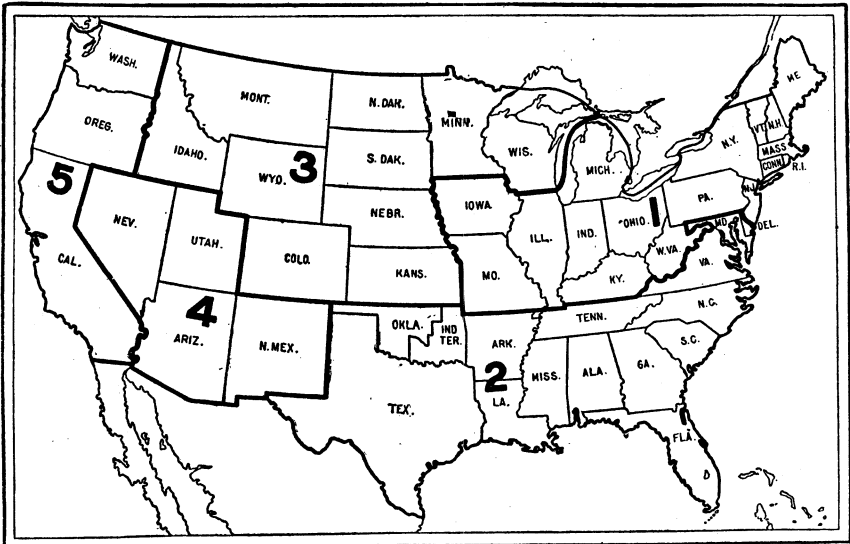 WASH.
MONT.
N.DAK.
MINN.
ME
OREG.
IDAHO.
WYO.
3
S.DAK.
WIS.
MICH.
N.Y.
VT.
N.H
MASS
CONN.
R.I.
5
NEV.
UTAH.
NEBR.
IOWA.
ILL.
IND.
OHIO.
1
PA.
N.J.
MD.
DEL.
CAL.
COLO.
KANS.
MO.
KY.
W.VA.
VA.
4
ARIZ.
N.MEX.
OKLA.
IND
TER.
ARK.
TENN.
N.C.
S.C.
2
LA.
MISS.
ALA.
GA.
TEX.
FLA.